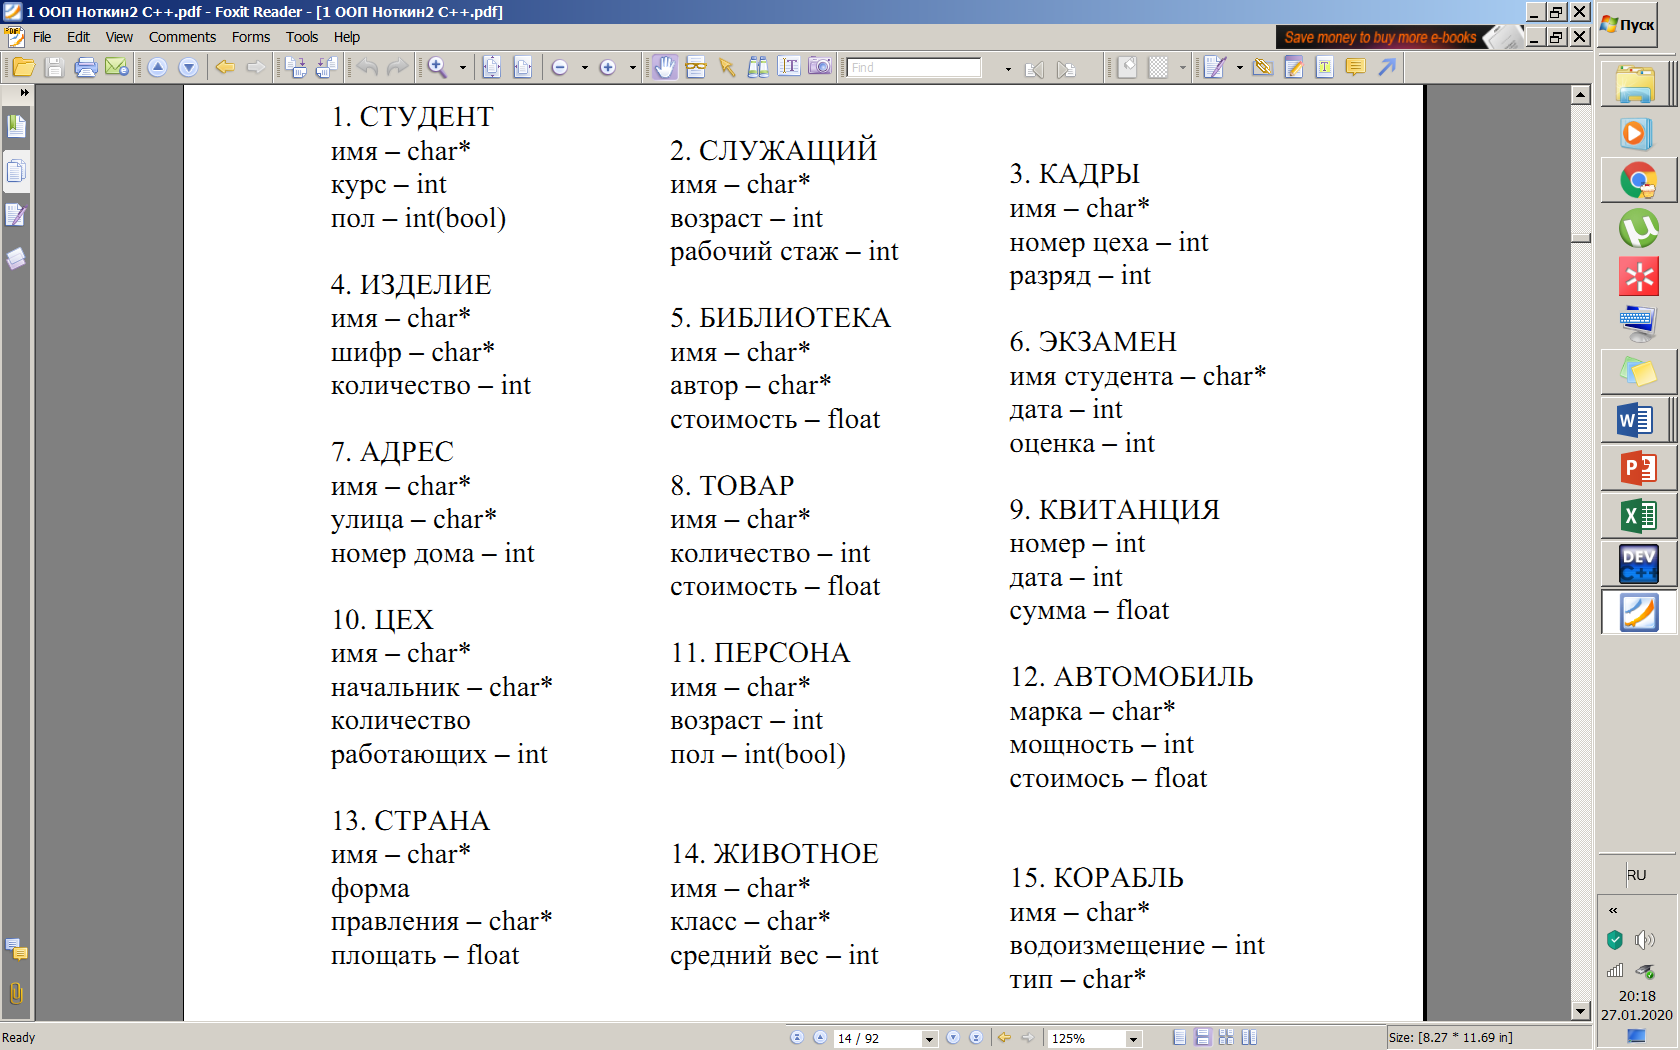 1 ООП Ноткин2 C++.pdf - Foxit Reader - [1 ООП Ноткин2 C++.pdf]
File Edit View Comments Forms Tools Help
Save money to buy more e-books
Find
1. СТУДЕНТ
имя – char*
курс – int
пол – int(bool)
2. СЛУЖАЩИЙ
имя – char*
возраст – int
рабочий стаж – int
3. КАДРЫ
имя – char*
номер цеха – int
разряд – int
4. ИЗДЕЛИЕ
имя – char*
шифр – char*
количество – int
5. БИБЛИОТЕКА
имя – char*
автор – char*
стоимость – float
6. ЭКЗАМЕН
имя студента – char*
дата – int
оценка – int
7. АДРЕС
имя – char*
улица – char*
номер дома – int
8. ТОВАР
имя – char*
количество – int
стоимость – float
9. КВИТАНЦИЯ
номер – int
дата – int
сумма – float
10. ЦЕХ
имя – char*
начальник – char*
количество
работающих – int
11. ПЕРСОНА
имя – char*
возраст – int
пол – int(bool)
12. АВТОМОБИЛЬ
марка – char*
мощность – int
стоимось – float
13. СТРАНА
имя – char*
форма
правления – char*
площать – float
14. ЖИВОТНОЕ
имя – char*
класс – char*
средний вес – int
15. КОРАБЛЬ
имя – char*
водоизмещение – int
тип – char*
Ready
14 / 92
125%
Size: [8.27 * 11.69 in]
Пуск
DEV
C++
RU
20:18
27.01.2020